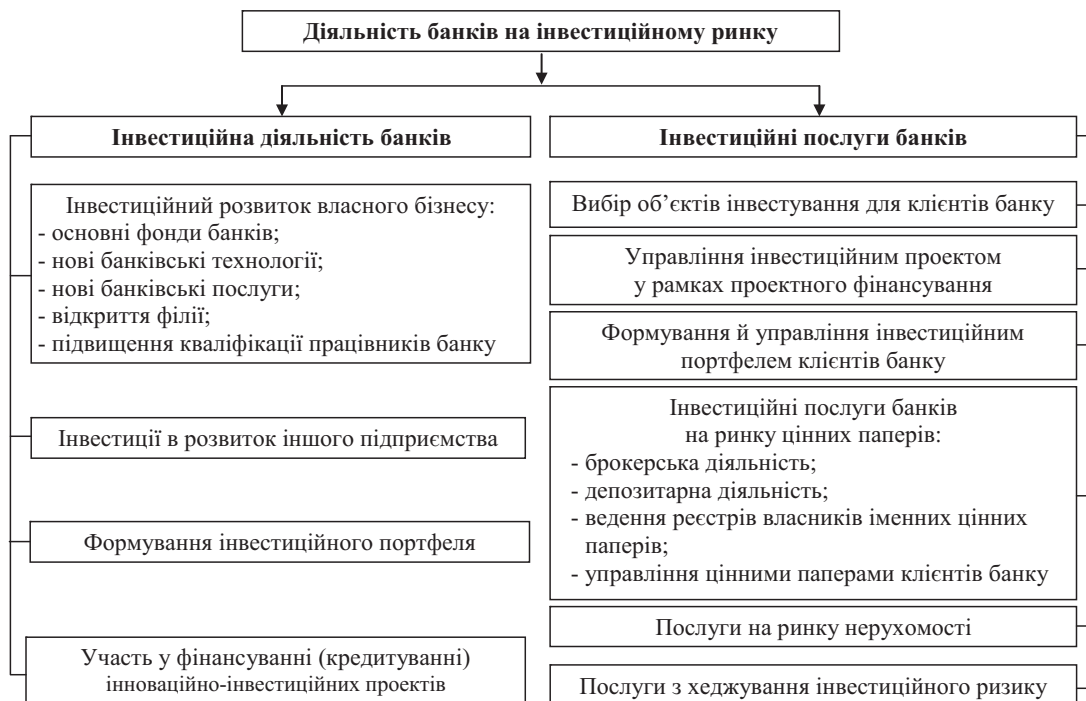 Діяльність банків на інвестиційному ринку
Інвестиційна діяльність банків
Інвестиційний розвиток власного бізнесу:
- основні фонди банків;
- нові банківські технології;
- нові банківські послуги;
- відкриття філії;
- підвищення кваліфікації працівників банку
Інвестиції в розвиток іншого підприємства
Формування інвестиційного портфеля
Участь у фінансуванні (кредитуванні)
інноваційно-інвестиційних проектів
Інвестиційні послуги банків
Вибір об’єктів інвестування для клієнтів банку
Управління інвестиційним проектом
у рамках проектного фінансування
Формування й управління інвестиційним
портфелем клієнтів банку
Інвестиційні послуги банків
на ринку цінних паперів:
- брокерська діяльність;
- депозитарна діяльність;
- ведення реєстрів власників іменних цінних
паперів;
- управління цінними паперами клієнтів банку
Послуги на ринку нерухомості
Послуги з хеджування інвестиційного ризику